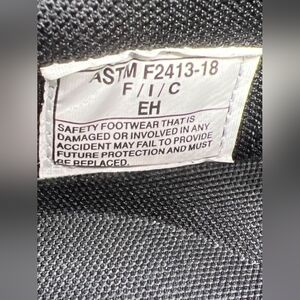 ASTM F2413-18
F/I/C
EH
SAFETY FOOTWEAR THAT IS
DAMAGED OR INVOLVED IN ANY
ACCIDENT MAY FAIL TO PROVIDE
FUTURE PROTECTION AND MUST
BE REPLACED.